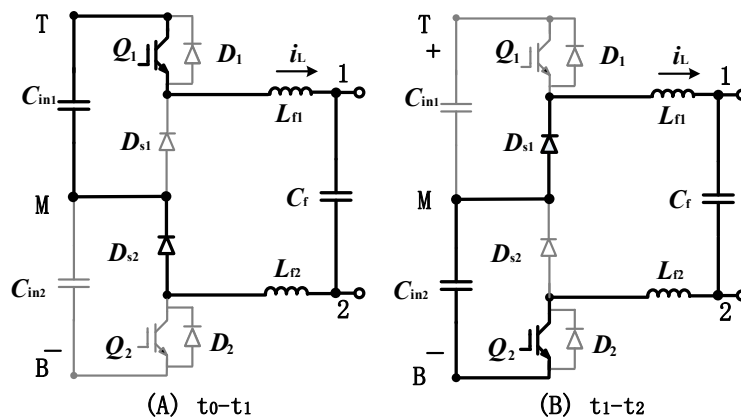 T
Q1
D1
iL
1
Cin1
Lf1
Ds1
M
Cf
Ds2
Lf2
Cin2
2
Q2
D2
B
−
(A) t0-t1
T
+
Q1
D1
iL
1
Cin1
Lf1
Ds1
M
Cf
Ds2
Lf2
Cin2
2
Q2
D2
B
−
(B) t1-t2